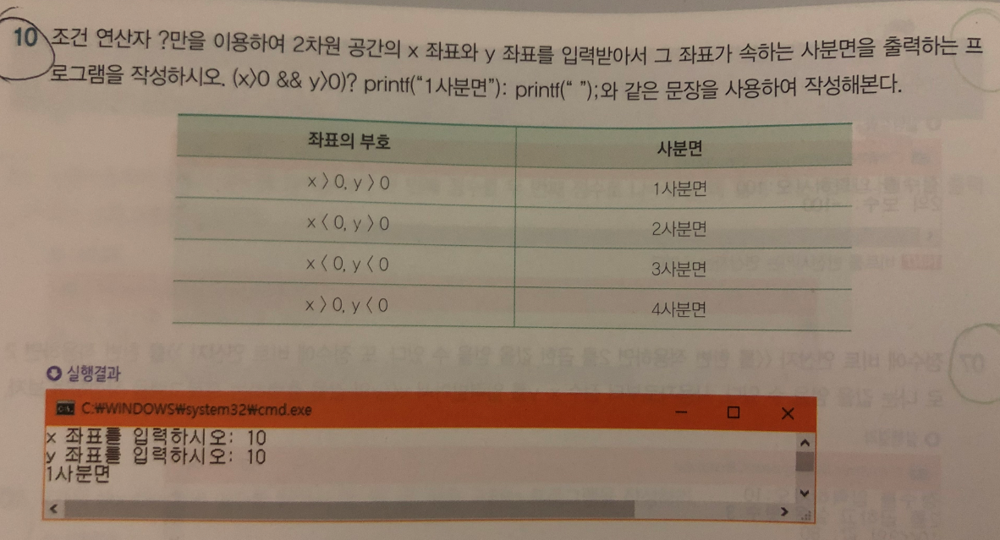 10 조건 연산자 ?만을 이용하여 2차원 공간의 x 좌표와 y 좌표를 입력받아서 그 좌표가 속하는 사분면을 출력하는 프
로그램을 작성하시오. (x>0 && y>0)? printf(“1사분면”): printf(“ ”);와 같은 문장을 사용하여 작성해본다.
좌표의 부호 사분면
x > 0, y > 0 1사분면
x < 0, y > 0 2사분면
x < 0, y < 0 3사분면
x > 0, y < 0 4사분면
실행결과
C:₩WINDOWS₩system32₩cmd.exe
x 좌표를 입력하시오: 10
y 좌표를 입력하시오: 10
1사분면